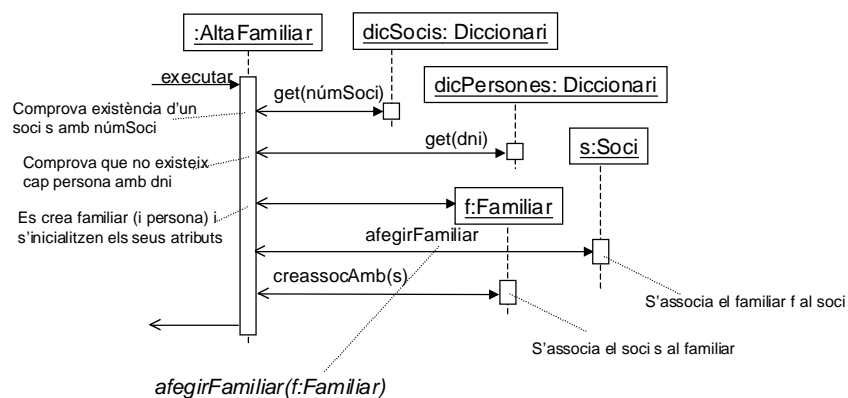 :AltaFamiliar
dicSocis: Diccionari
executar
get(númSoci)
dicPersones: Diccionari
Comprova existència d'un
soci s amb númSoci
get(dni)
s:Soci
Comprova que no existeix
cap persona amb dni
Es crea familiar (i persona) i
s'inicialitzen els seus atributs
f:Familiar
afegirFamiliar
creassocAmb(s)
S'associa el familiar f al soci
S'associa el soci s al familiar
afegirFamiliar(f:Familiar)